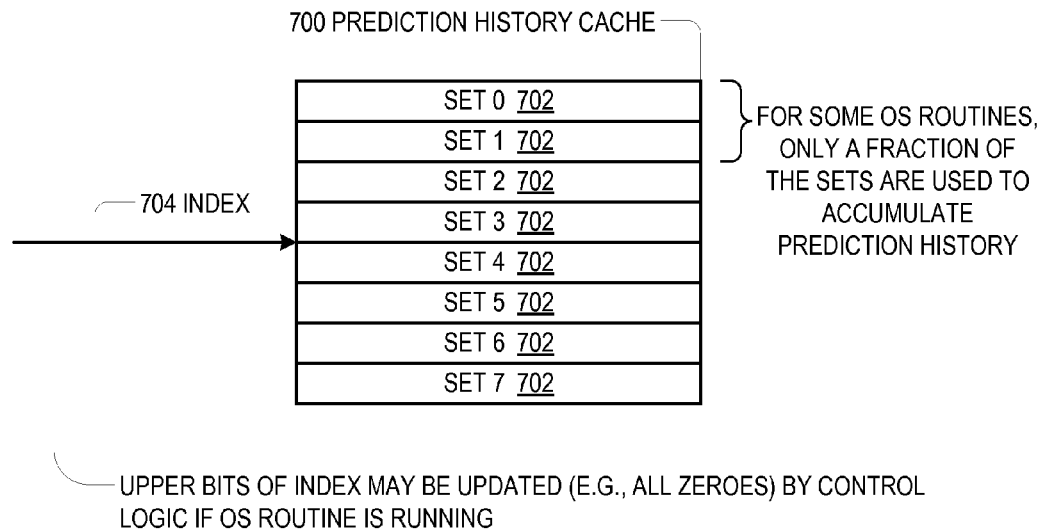 700 PREDICTION HISTORY CACHE
SET 0 702
SET 1 702
SET 2 702
SET 3 702
SET 4 702
SET 5 702
SET 6 702
SET 7 702
FOR SOME OS ROUTINES,
ONLY A FRACTION OF
THE SETS ARE USED TO
ACCUMULATE
PREDICTION HISTORY
704 INDEX
UPPER BITS OF INDEX MAY BE UPDATED (E.G., ALL ZEROES) BY CONTROL
LOGIC IF OS ROUTINE IS RUNNING